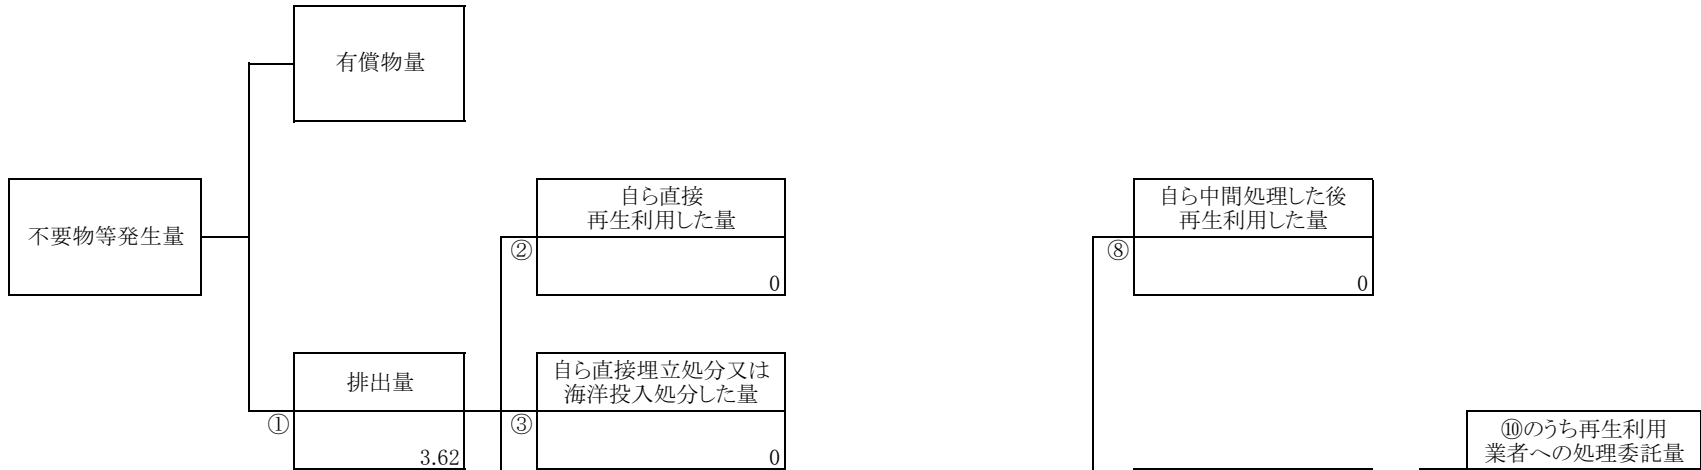 有償物量
不要物等発生量
自ら直接
再生利用した量
②
0
自ら中間処理した後
再生利用した量
⑧
0
排出量
①
3.62
自ら直接埋立処分又は
海洋投入処分した量
③
0
⑩のうち再生利用
業者への処理委託量